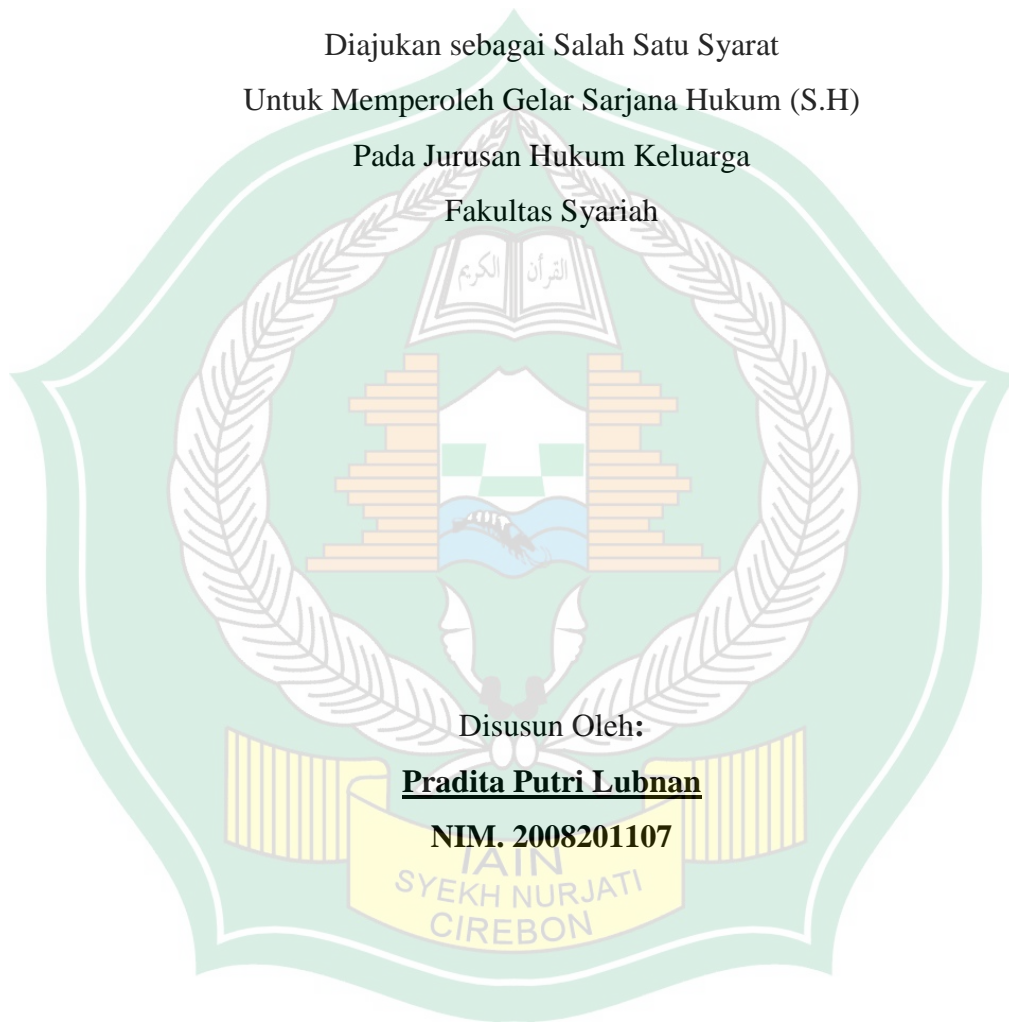 Diajukan sebagai Salah Satu Syarat
Untuk Memperoleh Gelar Sarjana Hukum (S.H)
Pada Jurusan Hukum Keluarga
Fakultas Syariah
القرآن الكريم
Disusun Oleh:
Pradita Putri Lubnan
NIM. 2008201107
IAIN
SYEKH NURJATI
CIREBON